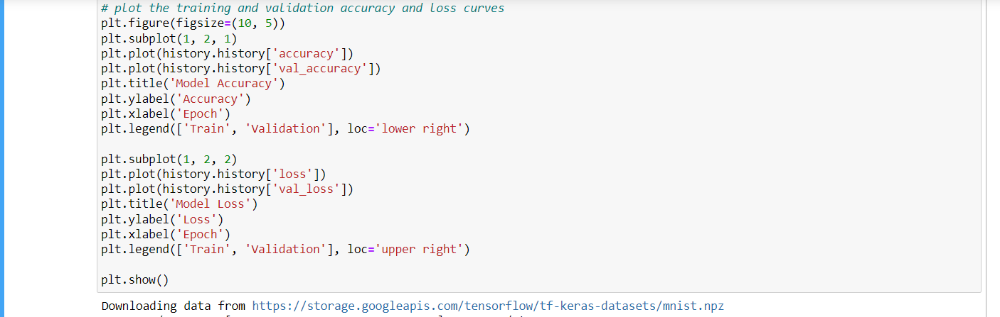 # plot the training and validation accuracy and loss curves
plt.figure(figsize=(10, 5))
plt.subplot(1, 2, 1)
plt.plot(history.history['accuracy'])
plt.plot(history.history['val_accuracy'])
plt.title('Model Accuracy')
plt.ylabel('Accuracy')
plt.xlabel('Epoch')
plt.legend(['Train', 'Validation'], loc='lower right')
plt.subplot(1, 2, 2)
plt.plot(history.history['loss'])
plt.plot(history.history['val_loss'])
plt.title('Model Loss')
plt.ylabel('Loss')
plt.xlabel('Epoch')
plt.legend(['Train', 'Validation'], loc='upper right')
plt.show()
Downloading data from https://storage.googleapis.com/tensorflow/tf-keras-datasets/mnist.npz